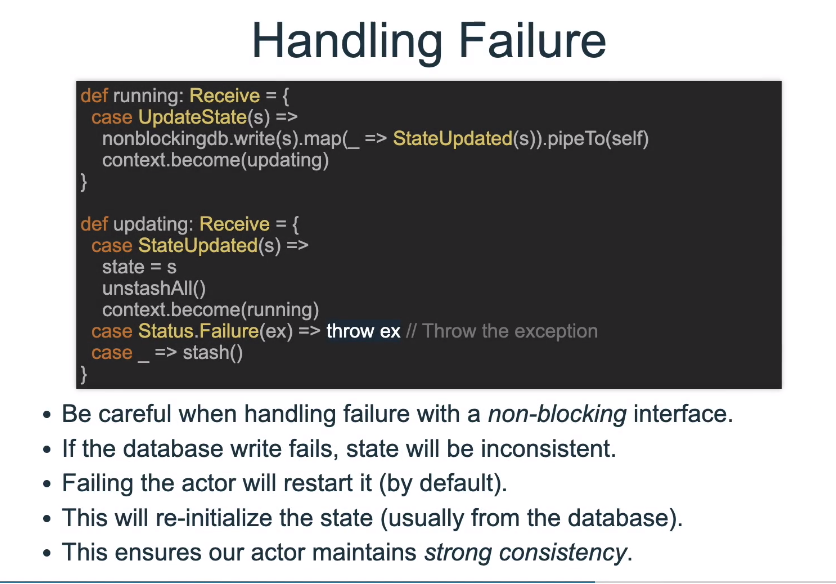 Handling Failure
def running: Receive = {
case UpdateState(s) =>
nonblockingdb.write(s).map(_ => StateUpdated(s)).pipeTo(self)
context.become(updating)
}
def updating: Receive = {
case StateUpdated(s) =>
state = s
unstashAll()
context.become(running)
case Status.Failure(ex) => throw ex // Throw the exception
case _ => stash()
}
• Be careful when handling failure with a non-blocking interface.
• If the database write fails, state will be inconsistent.
• Failing the actor will restart it (by default).
• This will re-initialize the state (usually from the database).
• This ensures our actor maintains strong consistency.